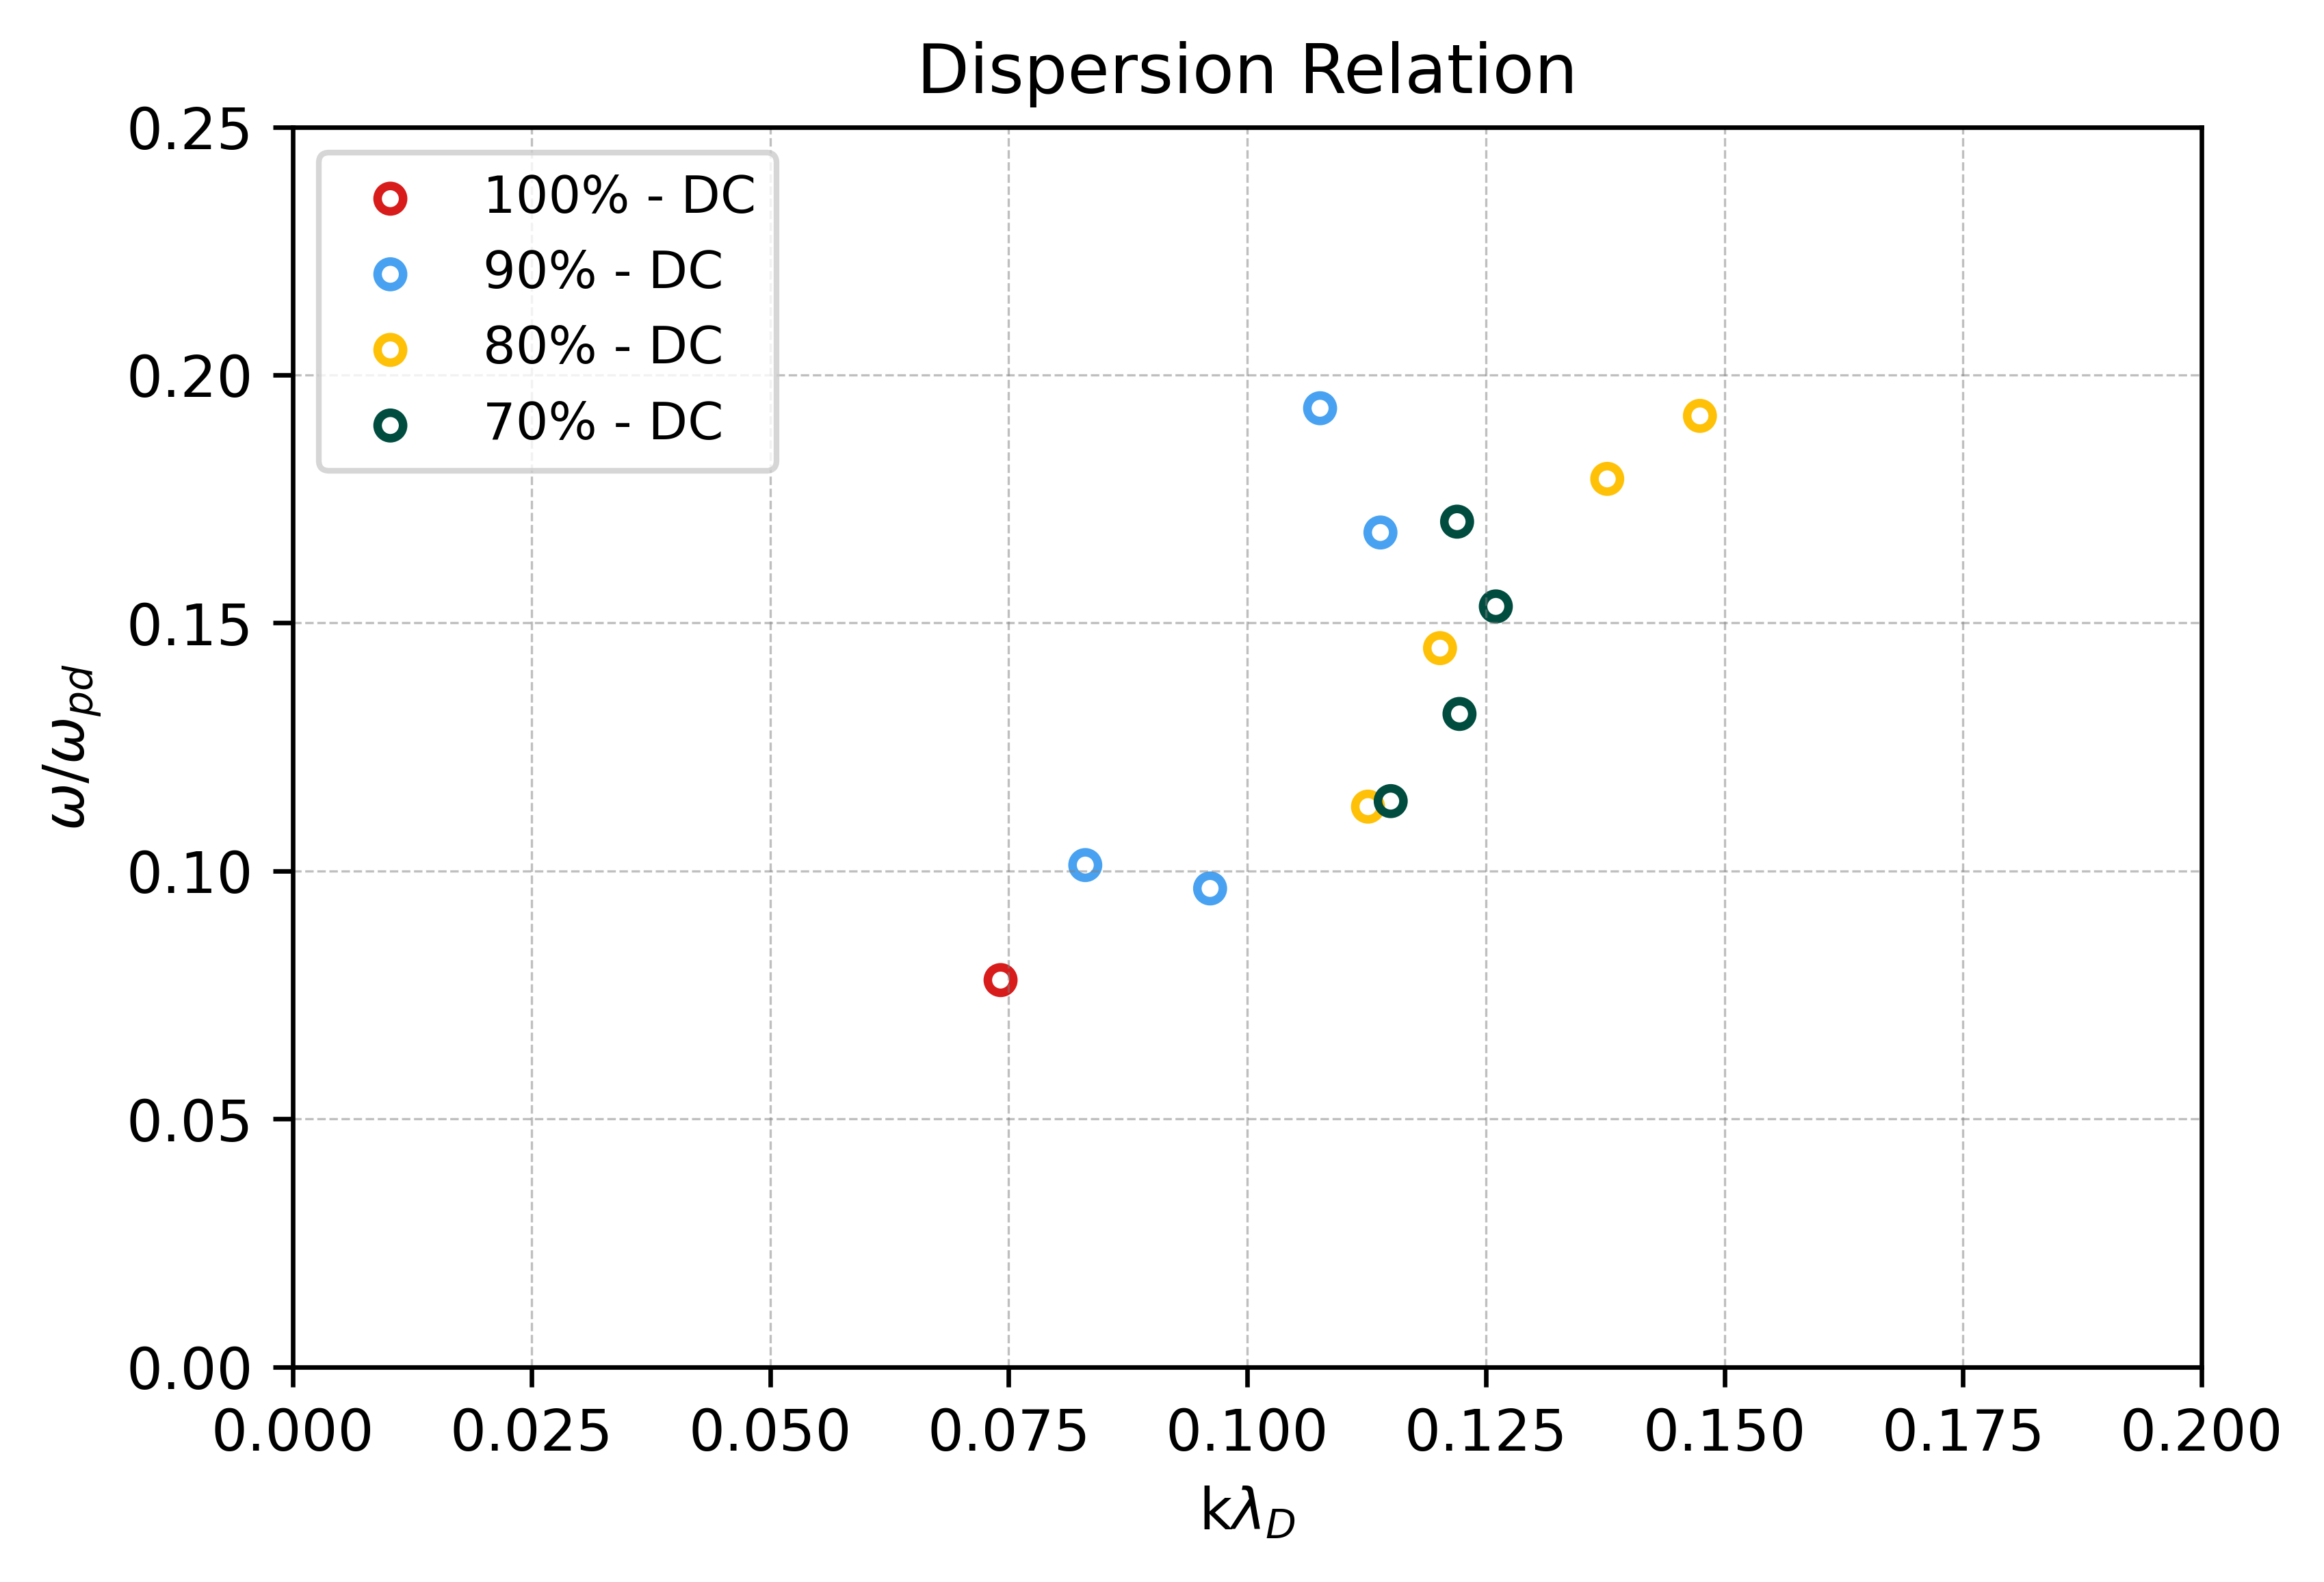 Dispersion Relation
0.25
0.20
0.15
0.10
0.05
0.00
ω/ω_pd
100% - DC
90% - DC
80% - DC
70% - DC
0.000 0.025 0.050 0.075 0.100 0.125 0.150 0.175 0.200
kλ_D